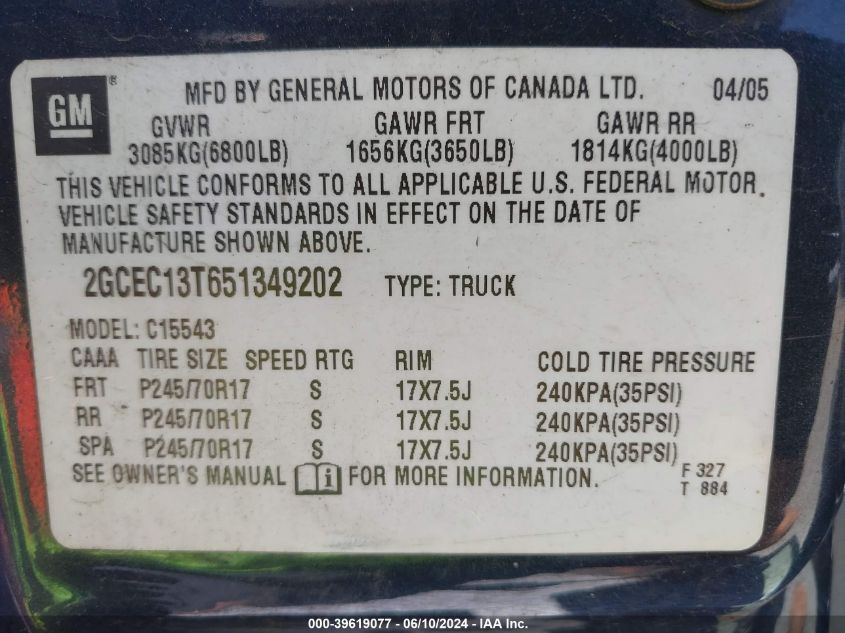 GM ® MFD BY GENERAL MOTORS OF CANADA LTD. 04/05
GVWR GAWR FRT GAWR RR
3085KG(6800LB) 1656KG(3650LB) 1814KG(4000LB)
THIS VEHICLE CONFORMS TO ALL APPLICABLE U.S. FEDERAL MOTOR
VEHICLE SAFETY STANDARDS IN EFFECT ON THE DATE OF
MANUFACTURE SHOWN ABOVE.
2GCEC13T651349202 TYPE: TRUCK
MODEL: C15543
CAAA TIRE SIZE SPEED RTG RIM COLD TIRE PRESSURE
FRT P245/70R17 S 17X7.5J 240KPA(35PSI)
RR P245/70R17 S 17X7.5J 240KPA(35PSI)
SPA P245/70R17 S 17X7.5J 240KPA(35PSI)
SEE OWNER'S MANUAL i FOR MORE INFORMATION. F 327
T 884
000-39619077 - 06/10/2024 - IAA Inc.